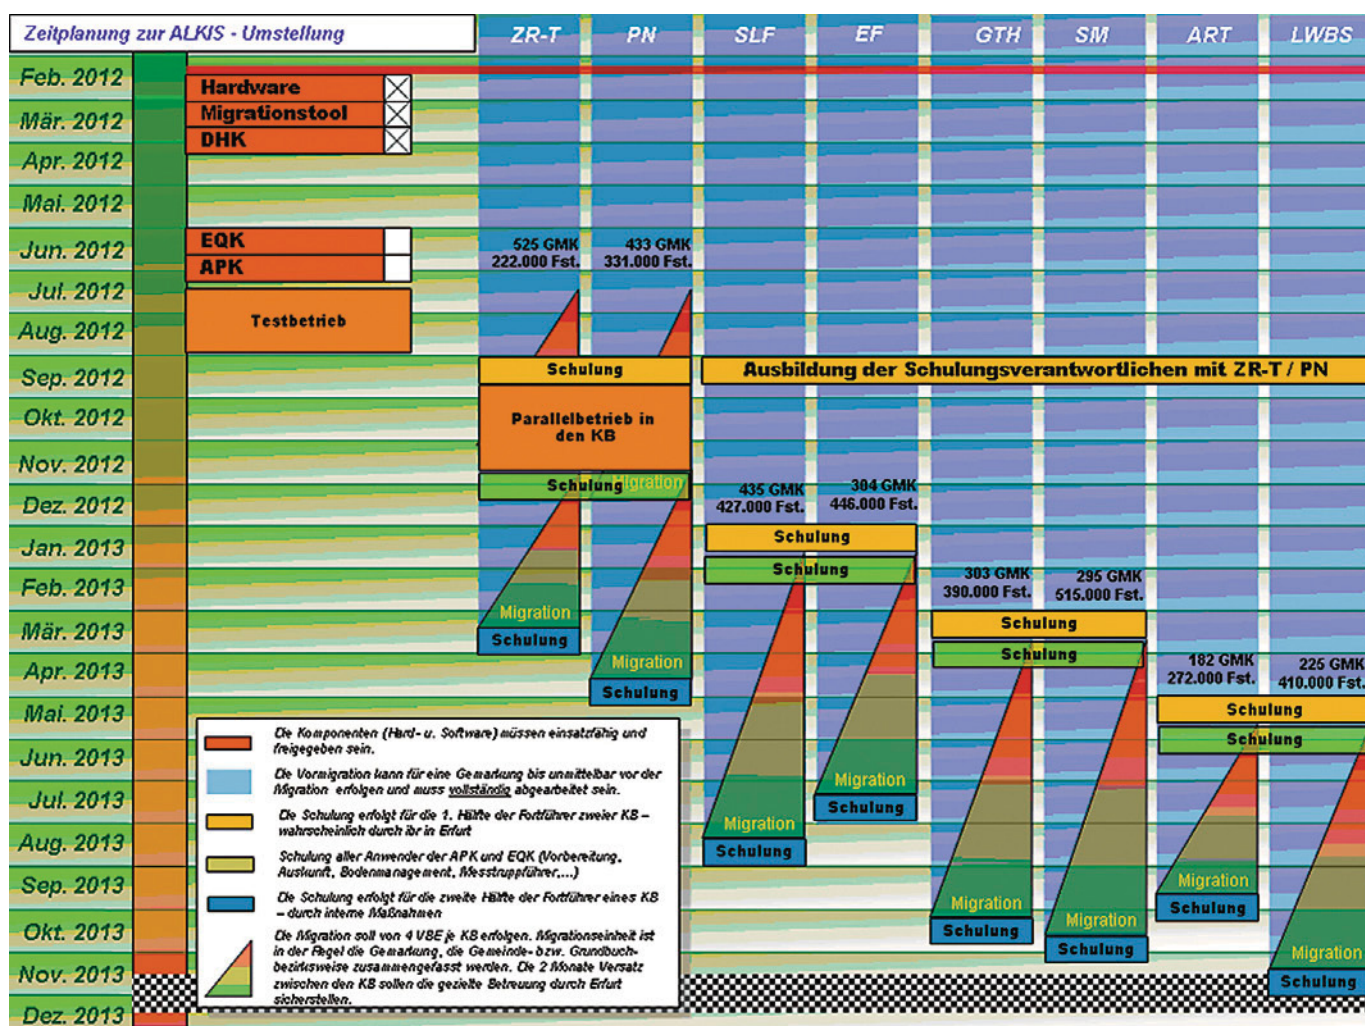 Zeitplanung zur ALKIS - Umstellung
ZR-T
PN
SLF
EF
GTH
SM
ART
LWBS
Feb. 2012
Mär. 2012
Apr. 2012
Mai. 2012
Jun. 2012
Jul. 2012
Aug. 2012
Sep. 2012
Okt. 2012
Nov. 2012
Dez. 2012
Jan. 2013
Feb. 2013
Mär. 2013
Apr. 2013
Mai. 2013
Jun. 2013
Jul. 2013
Aug. 2013
Sep. 2013
Okt. 2013
Nov. 2013
Dez. 2013
Hardware
Migrationstool
DHK
EQK
APK
Testbetrieb
525 GMK
222.000 Fst.
433 GMK
331.000 Fst.
Schulung
Ausbildung der Schulungsverantwortlichen mit ZR-T / PN
Parallelbetrieb in
den KB
Migration
Schulung
Migration
Schulung
Migration
Schulung
435 GMK
427.000 Fst.
304 GMK
446.000 Fst.
Schulung
Schulung
Migration
Schulung
Migration
Schulung
303 GMK
390.000 Fst.
295 GMK
515.000 Fst.
Schulung
Schulung
Migration
Schulung
Migration
Schulung
182 GMK
272.000 Fst.
225 GMK
410.000 Fst.
Schulung
Schulung
Migration
Schulung
Migration
Schulung
Die Komponenten (Hard- u. Software) müssen einsatzfähig und
freigegeben sein.
Die Vormigration kann für eine Gemarkung bis unmittelbar vor der
Migration erfolgen und muss vollständig abgearbeitet sein.
Die Schulung erfolgt für die 1. Hälfte der Fortführer zweier KB –
wahrscheinlich durch ibr in Erfurt
Schulung aller Anwender der APK und EQK (Vorbereitung,
Auskunft, Bodenmanagement, Messtruppführer,...)
Die Schulung erfolgt für die zweite Hälfte der Fortführer eines KB
– durch interne Maßnahmen
Die Migration soll von 4 VBE je KB erfolgen. Migrationseinheit ist
in der Regel die Gemarkung, die Gemeinde- bzw. Grundbuch-
bezirksweise zusammengefasst werden. Die 2 Monate Versatz
zwischen den KB sollen die gezielte Betreuung durch Erfurt
sicherstellen.